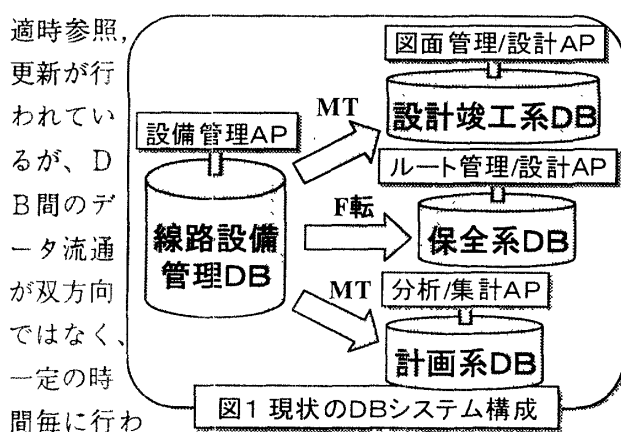 適時参照,
更新が行
われてい
るが、D
B間のデ
ータ流通
が双方向
ではなく、
一定の時
間毎に行わ
図面管理/設計AP
MT
設計竣工系DB
設備管理AP
ルート管理/設計AP
F転
線路設備
管理DB
保全系DB
MT
分析/集計AP
計画系DB
図1 現状のDBシステム構成